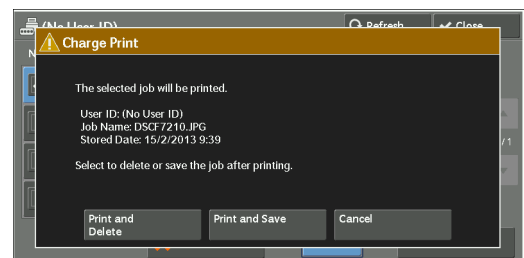 (No User ID)
Refresh
Close
Charge Print
The selected job will be printed.
User ID: (No User ID)
Job Name: DSCF7210.JPG
Stored Date: 15/2/2013 9:39
Select to delete or save the job after printing.
Print and
Delete
Print and Save
Cancel